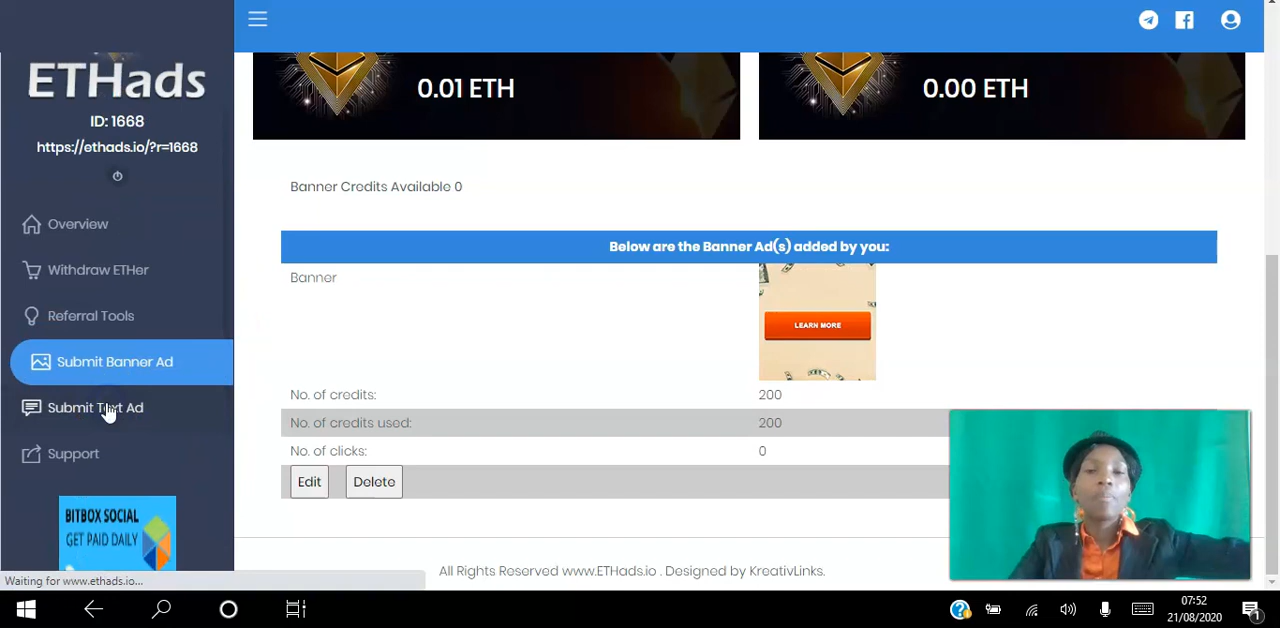 ETHads
ID: 1668
https://ethads.io/?r=1668
Overview
Withdraw ETHer
Referral Tools
Submit Banner Ad
Submit Text Ad
Support
BITBOX SOCIAL
GET PAID DAILY
0.01 ETH
0.00 ETH
Banner Credits Available 0
Below are the Banner Ad(s) added by you:
Banner
LEARN MORE
No. of credits: 200
No. of credits used: 200
No. of clicks: 0
Edit Delete
All Rights Reserved www.ETHads.io . Designed by KreativLinks.
Waiting for www.ethads.io...
07:52
21/08/2020
1